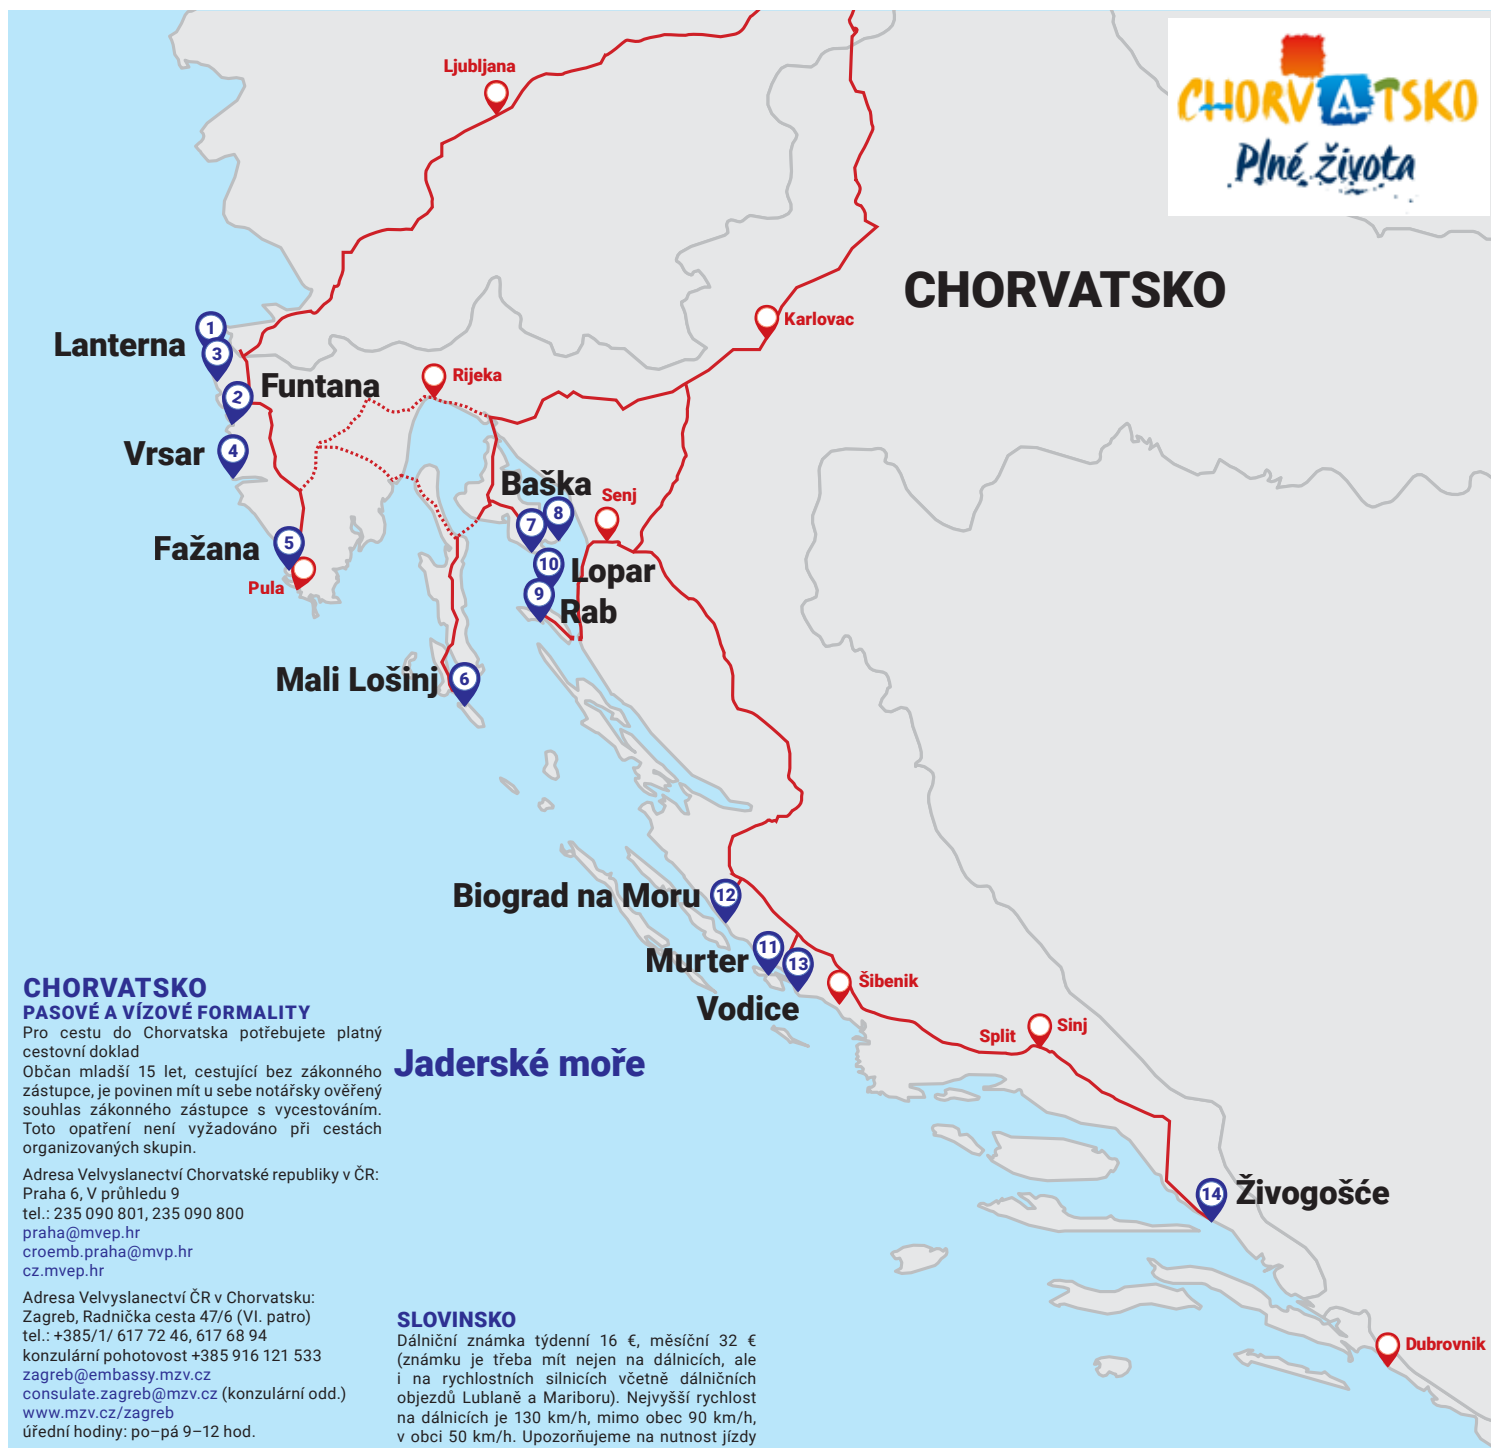 CHORVATSKO
Plné života
Ljubljana
CHORVATSKO
Karlovac
1
Lanterna
3
Rijeka
Funtana
2
Vrsar
4
Baška
Senj
8
7
Fažana
5
10
Lopar
Pula
9
Rab
Mali Lošinj
6
Biograd na Moru
12
Murter
11
13
Šibenik
Vodice
Split
Sinj
Jaderské moře
14
Živogošće
Dubrovnik
CHORVATSKO
PASOVÉ A VÍZOVÉ FORMALITY
Pro cestu do Chorvatska potřebujete platný
cestovní doklad
Občan mladší 15 let, cestující bez zákonného
zástupce, je povinen mít u sebe notářsky ověřený
souhlas zákonného zástupce s vycestováním.
Toto opatření není vyžadováno při cestách
organizovaných skupin.
Adresa Velvyslanectví Chorvatské republiky v ČR:
Praha 6, V průhledu 9
tel.: 235 090 801, 235 090 800
praha@mvep.hr
croemb.praha@mvp.hr
cz.mvep.hr
Adresa Velvyslanectví ČR v Chorvatsku:
Zagreb, Radnička cesta 47/6 (VI. patro)
tel.: +385/1/ 617 72 46, 617 68 94
konzulární pohotovost +385 916 121 533
zagreb@embassy.mzv.cz
consulate.zagreb@mzv.cz (konzulární odd.)
www.mzv.cz/zagreb
úřední hodiny: po–pá 9–12 hod.
SLOVINSKO
Dálniční známka týdenní 16 €, měsíční 32 €
(známku je třeba mít nejen na dálnicích, ale
i na rychlostních silnicích včetně dálničních
objezdů Lublaně a Mariboru). Nejvyšší rychlost
na dálnicích je 130 km/h, mimo obec 90 km/h,
v obci 50 km/h. Upozorňujeme na nutnost jízdy